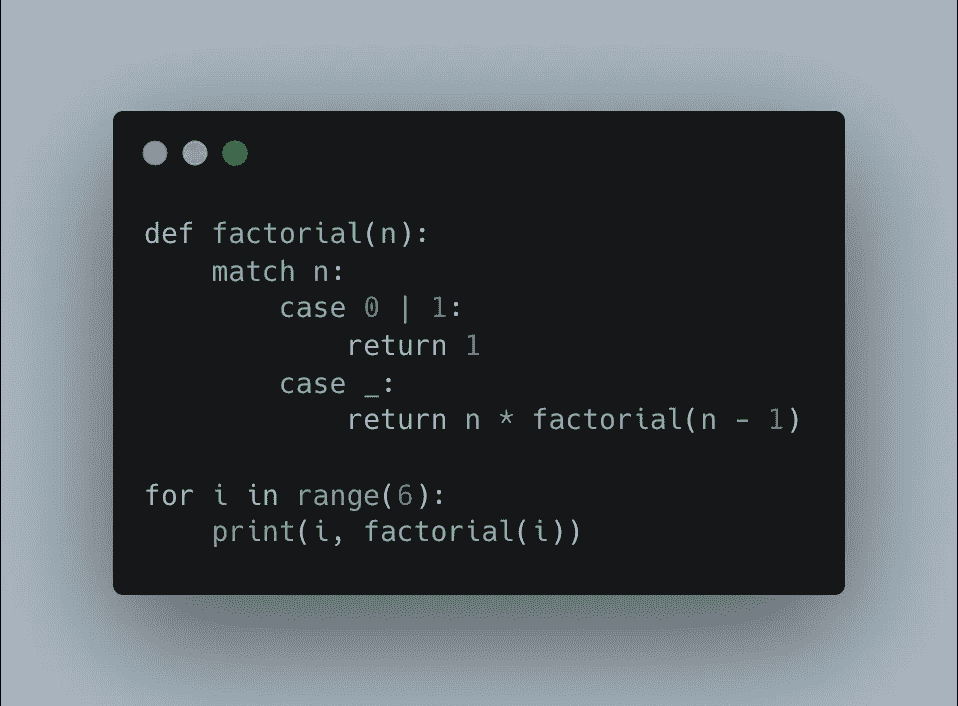 def factorial(n):
    match n:
        case 0 | 1:
            return 1
        case _:
            return n * factorial(n - 1)

for i in range(6):
    print(i, factorial(i))